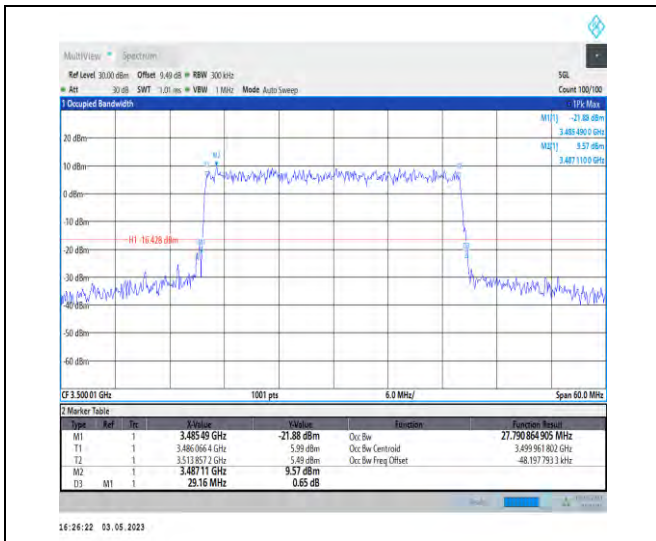 MultiView Spectrum
Ref Level 30.00 dBm Offset 9.49 dB RBW 300 kHz SGL
Att 30 dB SWT 1.01 ms VBW 1 MHz Mode Auto Sweep Count 100/100
1 Occupied Bandwidth 1Pk Max
M1[1] -21.88 dBm
3.485 490 0 GHz
20 dBm
M2[1] 9.57 dBm
3.487 110 0 GHz
M2
10 dBm
0 dBm
-10 dBm
H1 -16.428 dBm
-20 dBm
-30 dBm
-40 dBm
-50 dBm
-60 dBm
CF 3.500 01 GHz 1001 pts 6.0 MHz/ Span 60.0 MHz
2 Marker Table
Type Ref Trc X-Value Y-Value Function Function Result
M1 1 3.485 49 GHz -21.88 dBm Occ Bw 27.790 864 905 MHz
T1 1 3.486 066 4 GHz 5.99 dBm Occ Bw Centroid 3.499 961 802 GHz
T2 1 3.513 857 2 GHz 5.49 dBm Occ Bw Freq Offset -48.197 793 3 kHz
M2 1 3.487 11 GHz 9.57 dBm
D3 M1 1 29.16 MHz 0.65 dB
16:26:22 03.05.2023